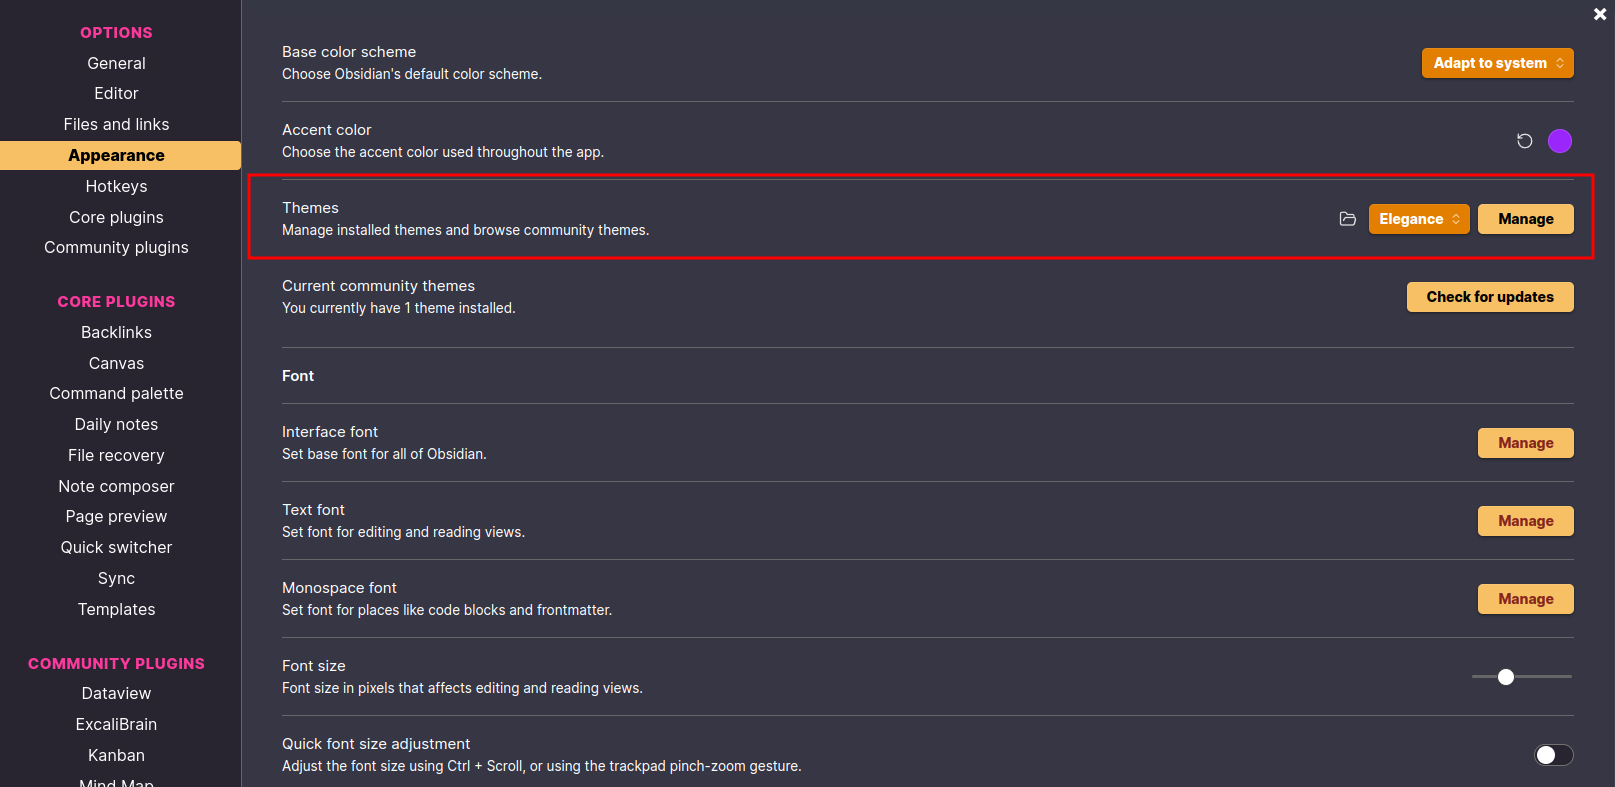 OPTIONS
General
Editor
Files and links
Appearance
Hotkeys
Core plugins
Community plugins
CORE PLUGINS
Backlinks
Canvas
Command palette
Daily notes
File recovery
Note composer
Page preview
Quick switcher
Sync
Templates
COMMUNITY PLUGINS
Dataview
ExcaliBrain
Kanban
Mind Map
Base color scheme
Choose Obsidian's default color scheme.
Adapt to system
Accent color
Choose the accent color used throughout the app.
Themes
Manage installed themes and browse community themes.
Elegance
Manage
Current community themes
You currently have 1 theme installed.
Check for updates
Font
Interface font
Set base font for all of Obsidian.
Manage
Text font
Set font for editing and reading views.
Manage
Monospace font
Set font for places like code blocks and frontmatter.
Manage
Font size
Font size in pixels that affects editing and reading views.
Quick font size adjustment
Adjust the font size using Ctrl + Scroll, or using the trackpad pinch-zoom gesture.